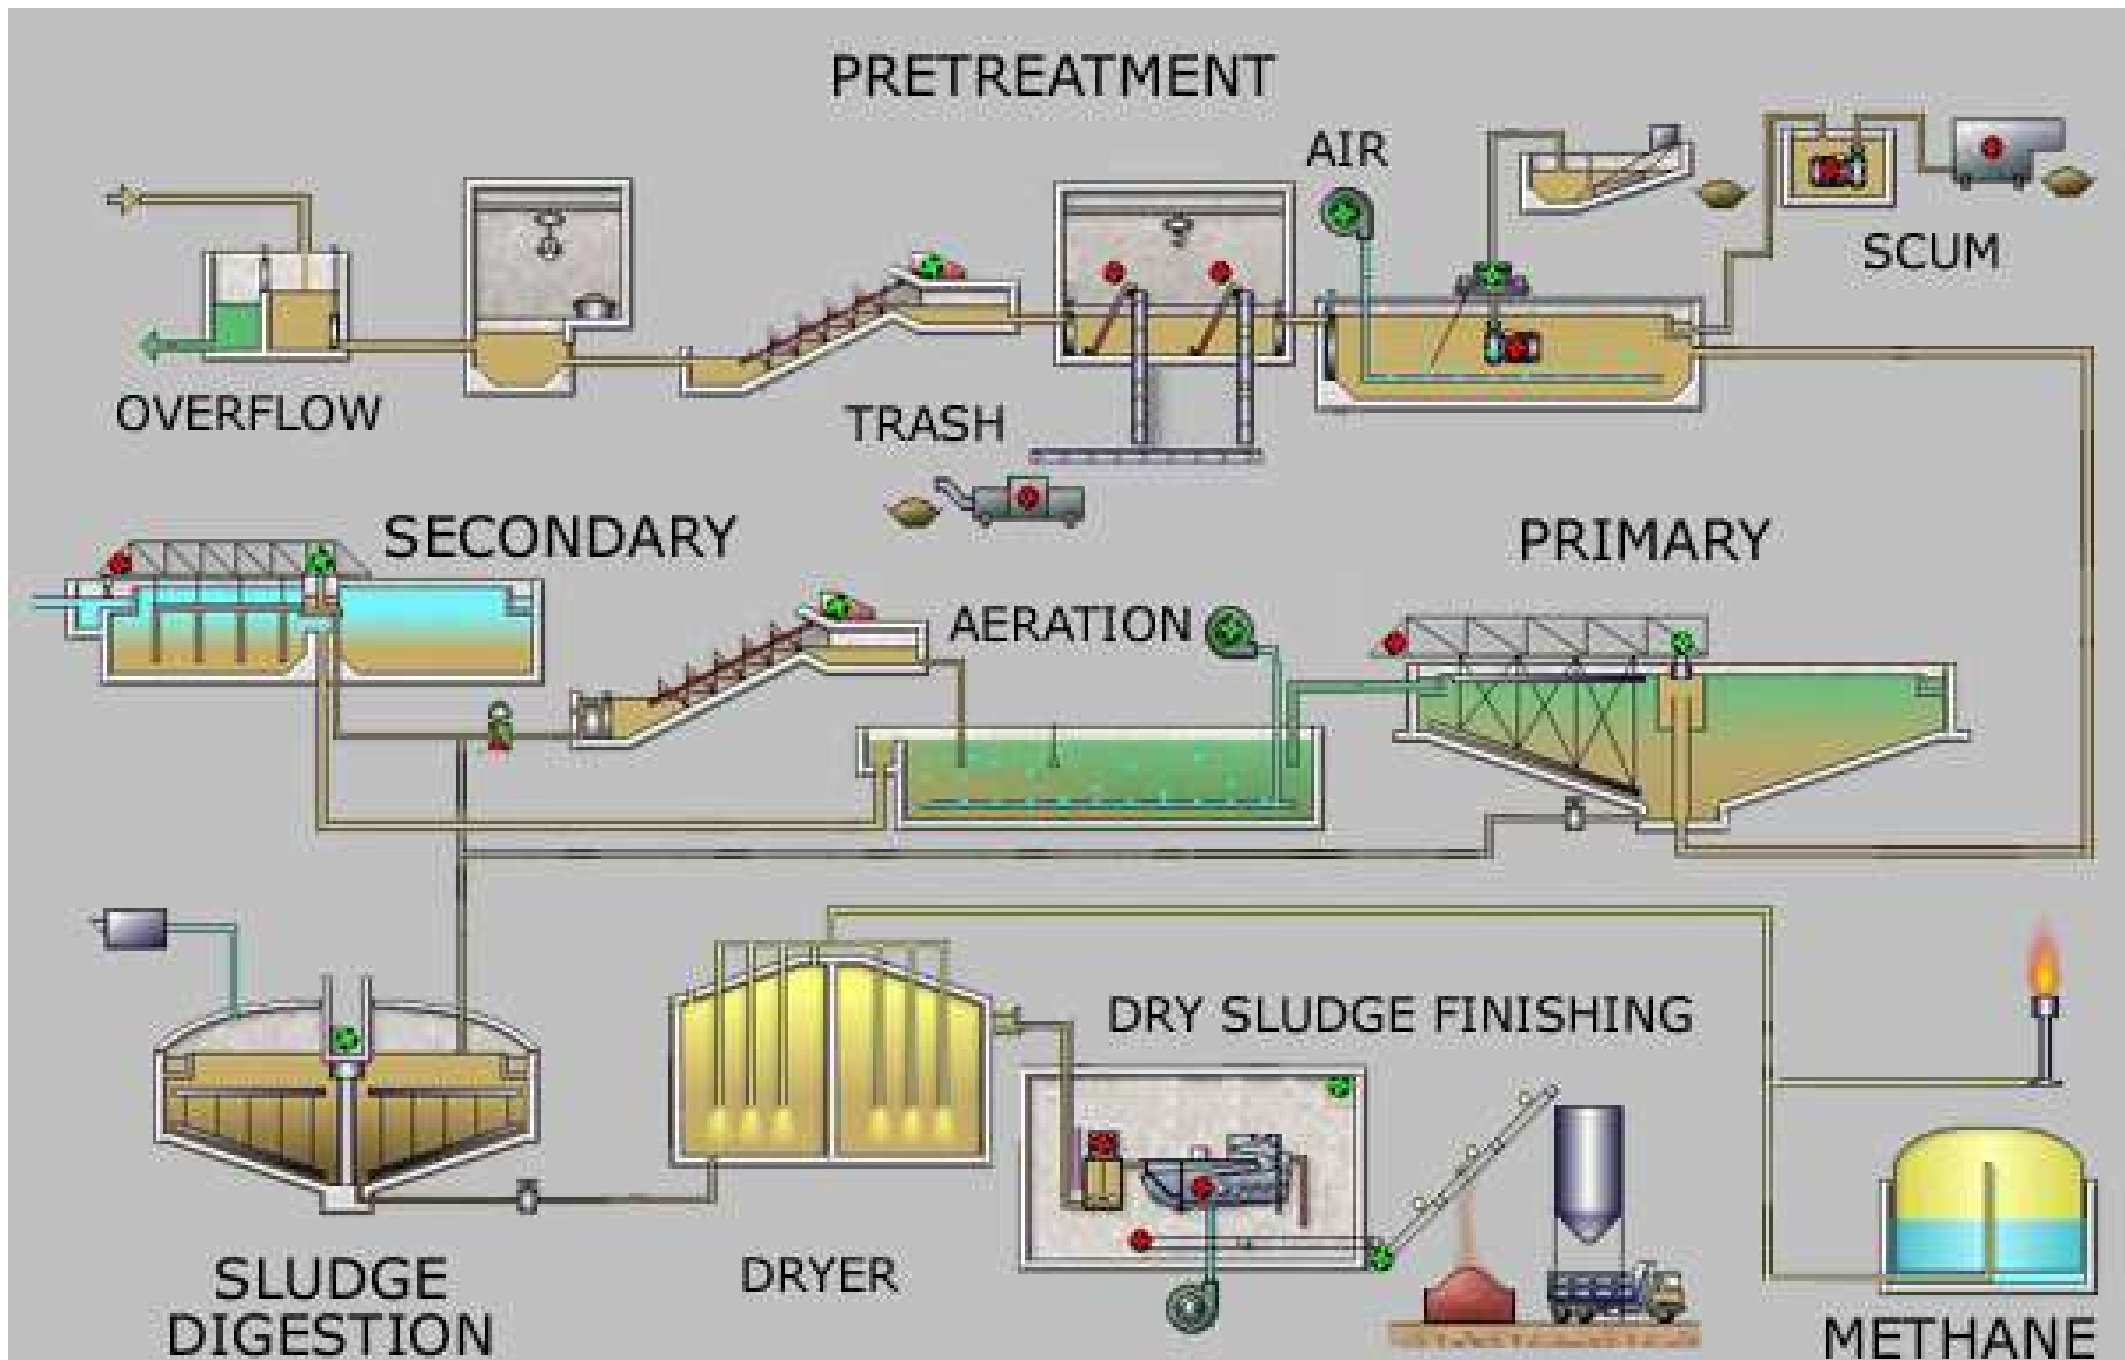 PRETREATMENT
AIR
SCUM
OVERFLOW
TRASH
SECONDARY
PRIMARY
AERATION
DRY SLUDGE FINISHING
SLUDGE
DIGESTION
DRYER
METHANE